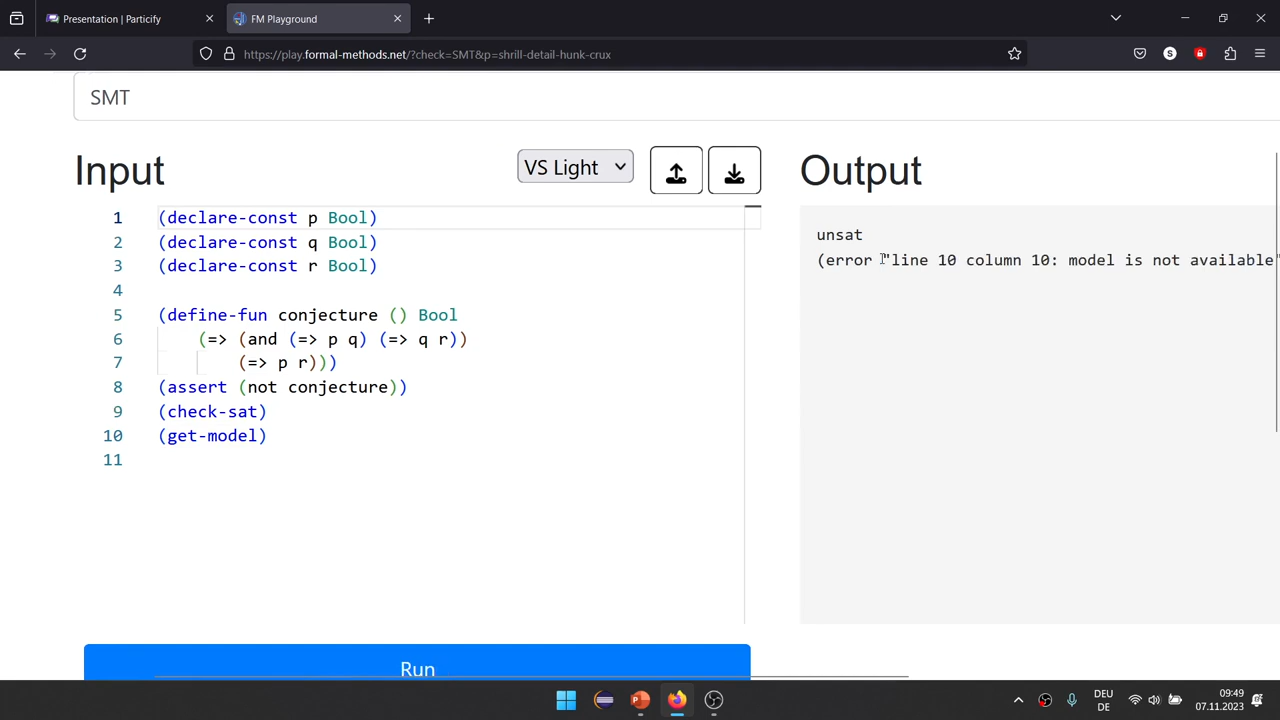 Presentation | Particify
FM Playground
https://play.formal-methods.net/?check=SMT&p=shrill-detail-hunk-crux
S
SMT
Input
VS Light
Output
1 (declare-const p Bool)
2 (declare-const q Bool)
3 (declare-const r Bool)
4
5 (define-fun conjecture () Bool
6 (=> (and (=> p q) (=> q r))
7 (=> p r)))
8 (assert (not conjecture))
9 (check-sat)
10 (get-model)
11
unsat
(error "line 10 column 10: model is not available"
Run
DEU
DE
09:49
07.11.2023